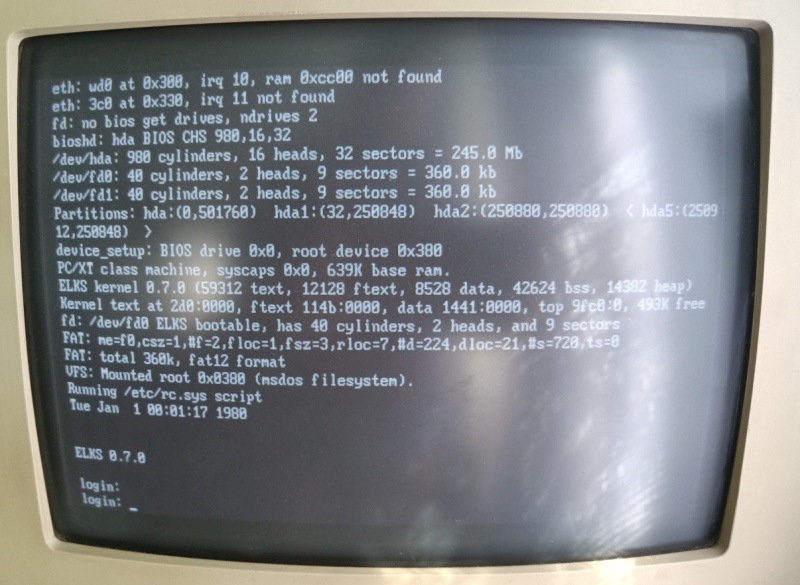 eth: wd0 at 0x300, irq 10, ram 0xcc00 not found
eth: 3c0 at 0x330, irq 11 not found
fd: no bios get drives, ndrives 2
bioshd: hda BIOS CHS 980,16,32
/dev/hda: 980 cylinders, 16 heads, 32 sectors = 245.0 Mb
/dev/fd0: 40 cylinders, 2 heads, 9 sectors = 360.0 kb
/dev/fd1: 40 cylinders, 2 heads, 9 sectors = 360.0 kb
Partitions: hda:(0,501760)  hda1:(32,250848)  hda2:(250880,250880)  < hda5:(2509
12,250848)  >
device_setup: BIOS drive 0x0, root device 0x380
PC/XT class machine, syscaps 0x0, 639K base ram.
ELKS kernel 0.7.0 (59312 text, 12128 ftext, 8528 data, 42624 bss, 14382 heap)
Kernel text at 2d0:0000, ftext 114b:0000, data 1441:0000, top 9fc0:0, 493K free
fd: /dev/fd0 ELKS bootable, has 40 cylinders, 2 heads, and 9 sectors
FAT: me=f0,csz=1,#f=2,floc=1,fsz=3,rloc=7,#d=224,dloc=21,#s=720,ts=0
FAT: total 360k, fat12 format
VFS: Mounted root 0x0380 (msdos filesystem).
Running /etc/rc.sys script
Tue Jan  1 00:01:17 1980
ELKS 0.7.0
login:
login: _